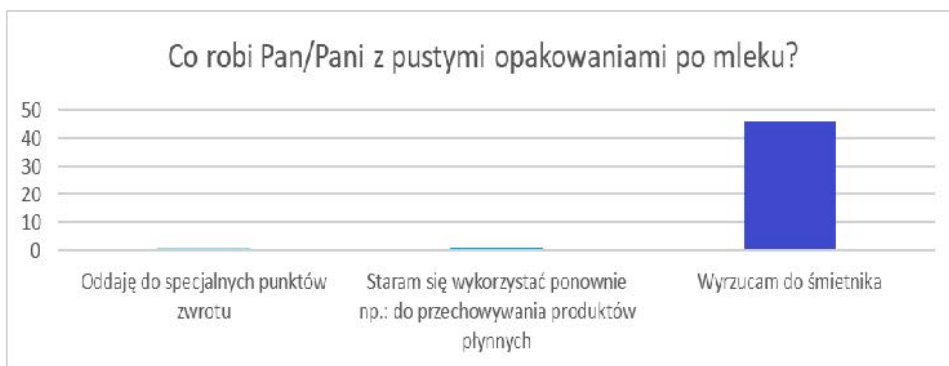 Co robi Pan/Pani z pustymi opakowaniami po mleku?
50
40
30
20
10
0
Oddaję do specjalnych punktów
zwrotu
Staram się wykorzystać ponownie
np.: do przechowywania produktów
płynnych
Wyrzucam do śmietnika